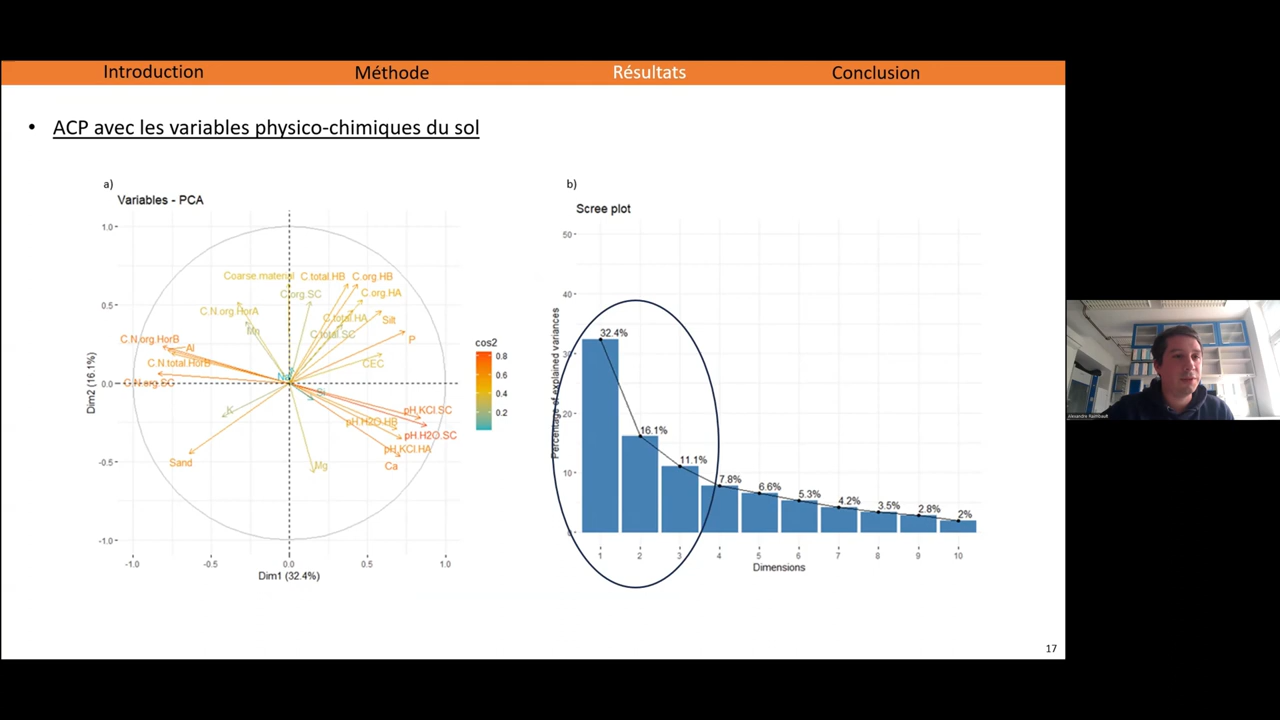 Introduction
Méthode
Résultats
Conclusion
• ACP avec les variables physico-chimiques du sol
a)
Variables - PCA
1.0
0.5
0.0
-0.5
-1.0
Dim2 (16.1%)
Coarse.material
C.total.HB
C.org.HB
C.org.SC
C.org.HA
C.N.org.HorA
C.total.HA
Silt
Mn
C.total.SC
P
C.N.org.HorB
Al
C.N.total.HorB
CEC
C.N.org.SC
K
pH.KCl.SC
pH.H2O.HB
pH.H2O.SC
pH.KCl.HA
Sand
Mg
Ca
-1.0
-0.5
0.0
0.5
1.0
Dim1 (32.4%)
cos2
0.8
0.6
0.4
0.2
b)
Scree plot
50
40
30
20
10
0
Percentage of explained variances
32.4%
16.1%
11.1%
7.8%
6.6%
5.3%
4.2%
3.5%
2.8%
2%
1
2
3
4
5
6
7
8
9
10
Dimensions
17
Alexandre Raimbault